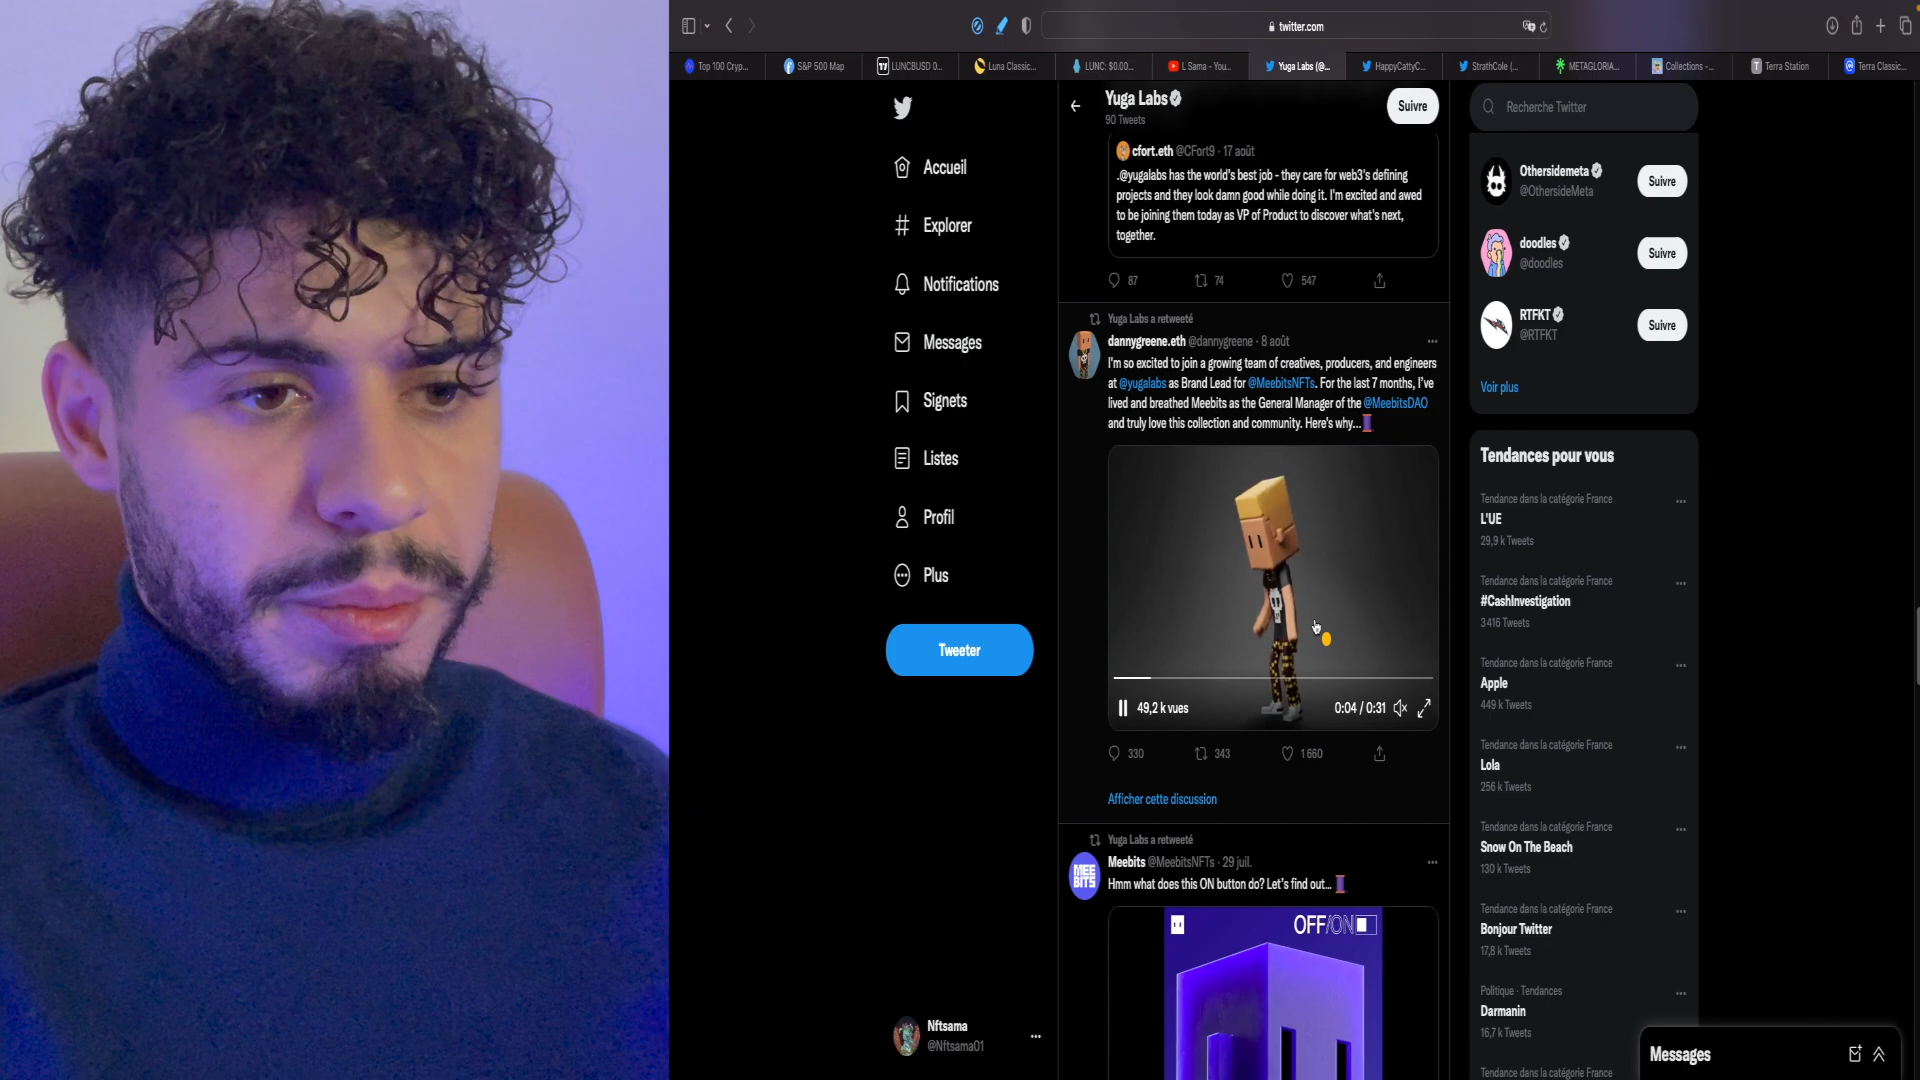 twitter.com
Top 100 Cryp...
S&P 500 Map
LUNCBUSD 0...
Luna Classic...
LUNC: $0.00...
L Sama - You...
Yuga Labs (@...
HappyCattyC...
StrathCole (...
METAGLORIA...
Collections -...
Terra Station
Terra Classic...
Accueil
Explorer
Notifications
Messages
Signets
Listes
Profil
Plus
Tweeter
Nftsama
@Nftsama01
Yuga Labs
90 Tweets
Suivre
cfort.eth @CFort9 · 17 août
.@yugalabs has the world's best job - they care for web3's defining
projects and they look damn good while doing it. I'm excited and awed
to be joining them today as VP of Product to discover what's next,
together.
87 74 547
Yuga Labs a retweeté
dannygreene.eth @dannygreene · 8 août
I'm so excited to join a growing team of creatives, producers, and engineers
at @yugalabs as Brand Lead for @MeebitsNFTs. For the last 7 months, I've
lived and breathed Meebits as the General Manager of the @MeebitsDAO
and truly love this collection and community. Here's why...
49,2 k vues 0:04 / 0:31
330 343 1 660
Afficher cette discussion
Yuga Labs a retweeté
Meebits @MeebitsNFTs · 29 juil.
MEE
BITS
Hmm what does this ON button do? Let's find out...
OFF/ON
Recherche Twitter
Othersidemeta
@OthersideMeta
Suivre
doodles
@doodles
Suivre
RTFKT
@RTFKT
Suivre
Voir plus
Tendances pour vous
Tendance dans la catégorie France
L'UE
29,9 k Tweets
Tendance dans la catégorie France
#CashInvestigation
3 416 Tweets
Tendance dans la catégorie France
Apple
449 k Tweets
Tendance dans la catégorie France
Lola
256 k Tweets
Tendance dans la catégorie France
Snow On The Beach
130 k Tweets
Tendance dans la catégorie France
Bonjour Twitter
17,8 k Tweets
Politique · Tendances
Darmanin
16,7 k Tweets
Tendance dans la catégorie France
Messages